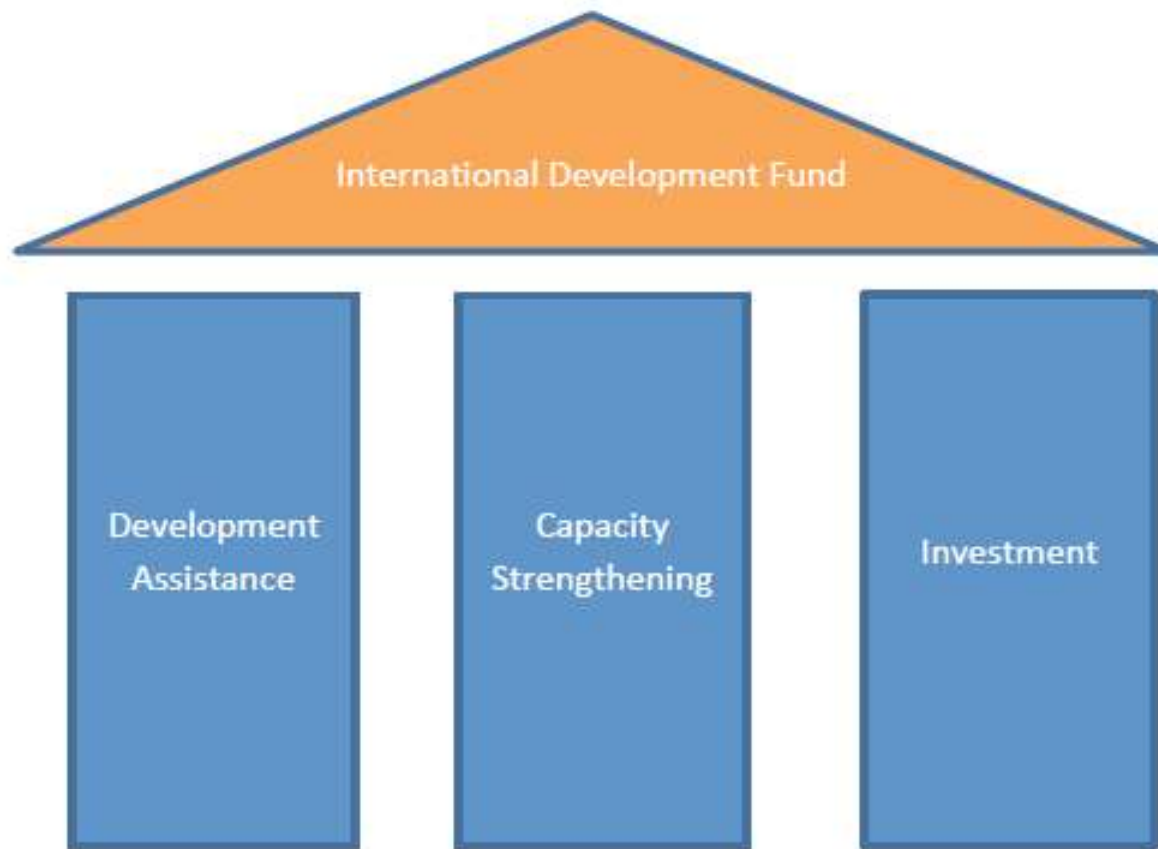 International Development Fund
Development
Assistance
Capacity
Strengthening
Investment